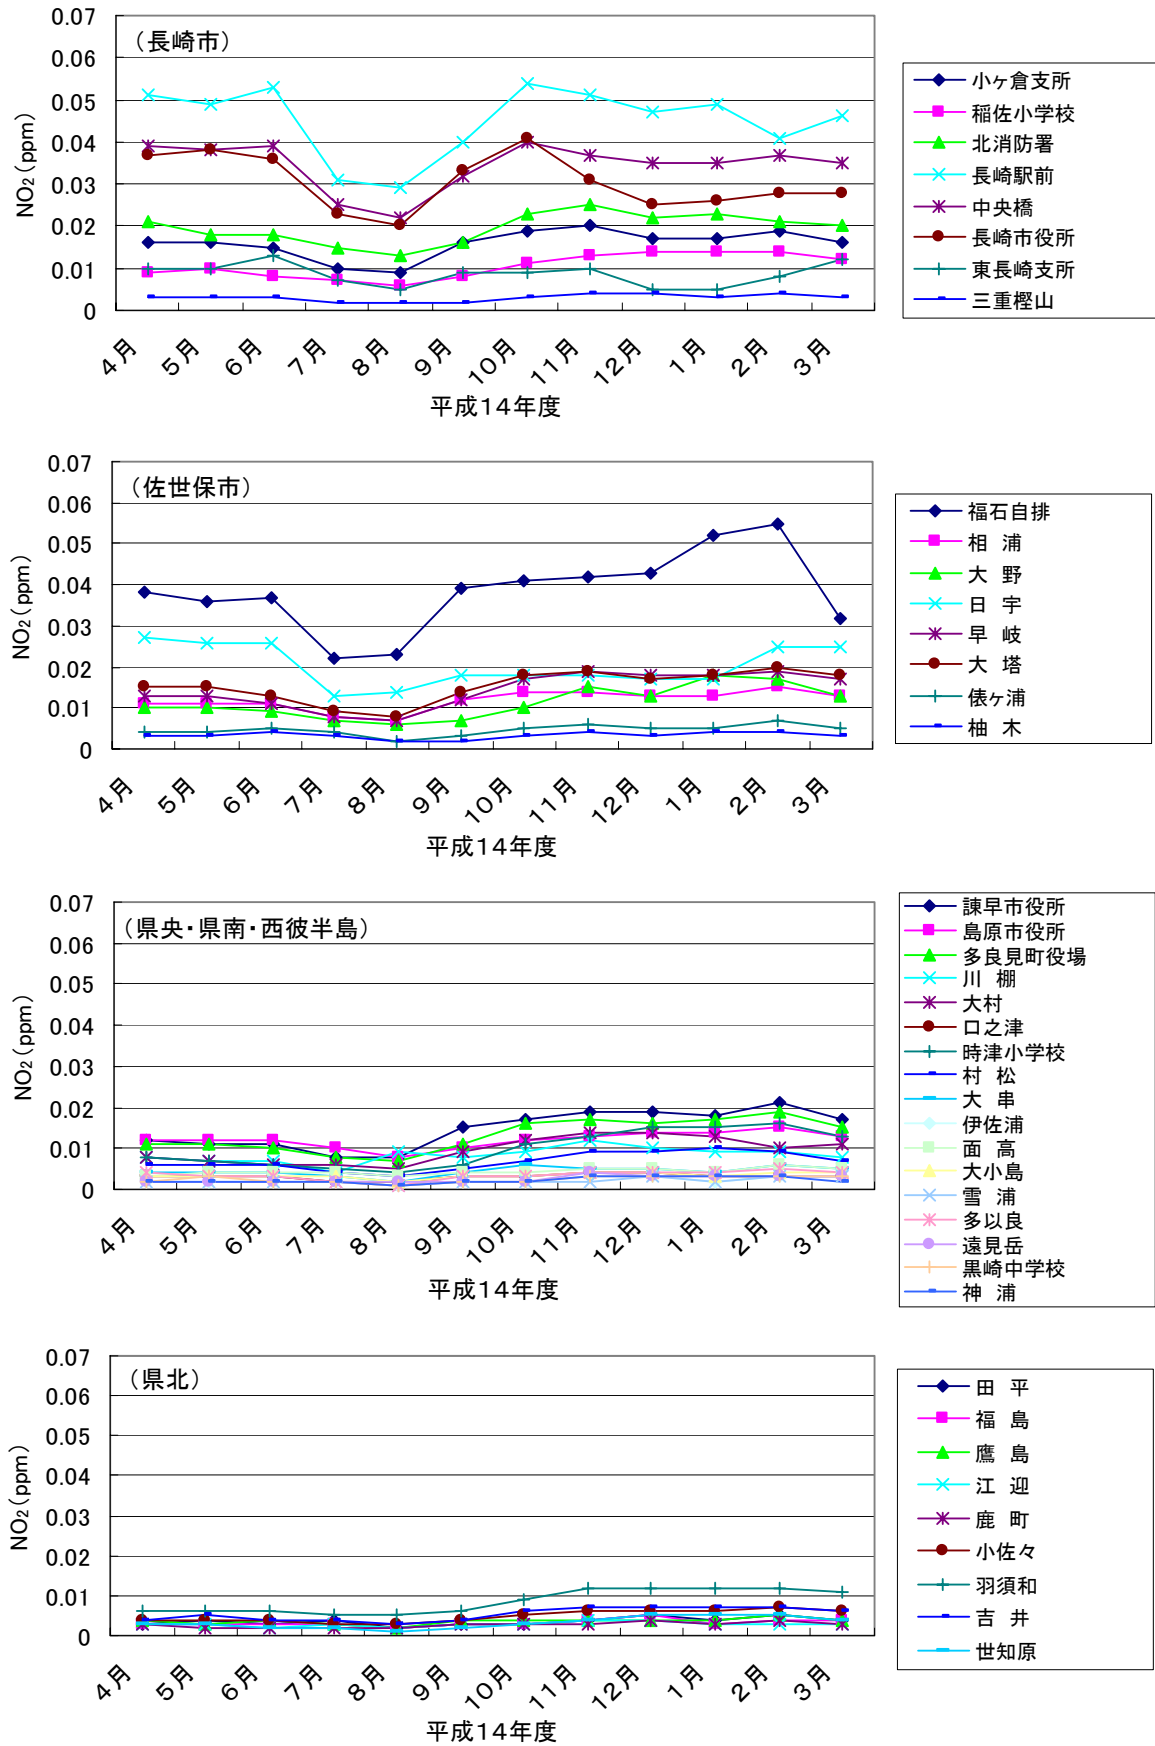 （長崎市）
NO₂(ppm)
0.07
0.06
0.05
0.04
0.03
0.02
0.01
0
4月 5月 6月 7月 8月 9月 10月 11月 12月 1月 2月 3月
平成14年度
小ヶ倉支所
稲佐小学校
北消防署
長崎駅前
中央橋
長崎市役所
東長崎支所
三重樫山
（佐世保市）
NO₂(ppm)
0.07
0.06
0.05
0.04
0.03
0.02
0.01
0
4月 5月 6月 7月 8月 9月 10月 11月 12月 1月 2月 3月
平成14年度
福石自排
相 浦
大 野
日 宇
早 岐
大 塔
俵ヶ浦
柚 木
（県央・県南・西彼半島）
NO₂(ppm)
0.07
0.06
0.05
0.04
0.03
0.02
0.01
0
4月 5月 6月 7月 8月 9月 10月 11月 12月 1月 2月 3月
平成14年度
諫早市役所
島原市役所
多良見町役場
川 棚
大村
口之津
時津小学校
村 松
大 串
伊佐浦
面 高
大小島
雪 浦
多以良
遠見岳
黒崎中学校
神 浦
（県北）
NO₂(ppm)
0.07
0.06
0.05
0.04
0.03
0.02
0.01
0
4月 5月 6月 7月 8月 9月 10月 11月 12月 1月 2月 3月
平成14年度
田 平
福 島
鷹 島
江 迎
鹿 町
小佐々
羽須和
吉 井
世知原